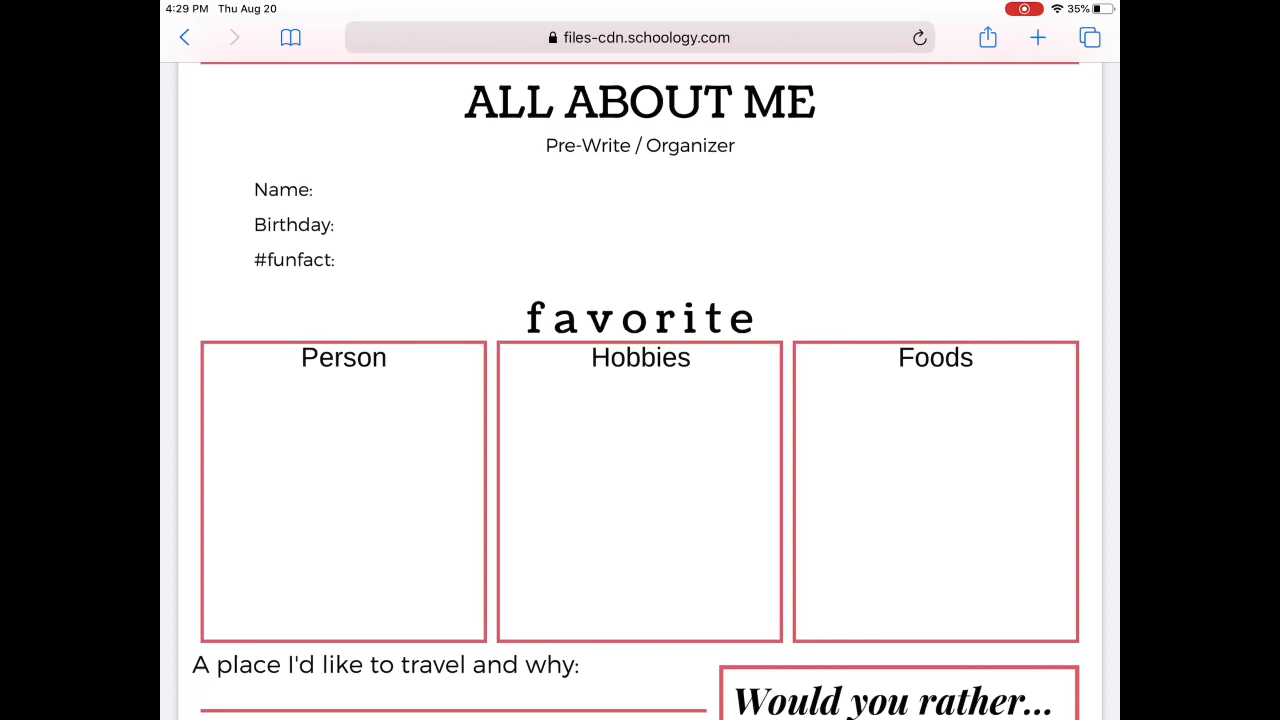 4:29 PM Thu Aug 20 35%
files-cdn.schoology.com
ALL ABOUT ME
Pre-Write / Organizer
Name:
Birthday:
#funfact:
favorite
Person Hobbies Foods
A place I'd like to travel and why:
Would you rather...